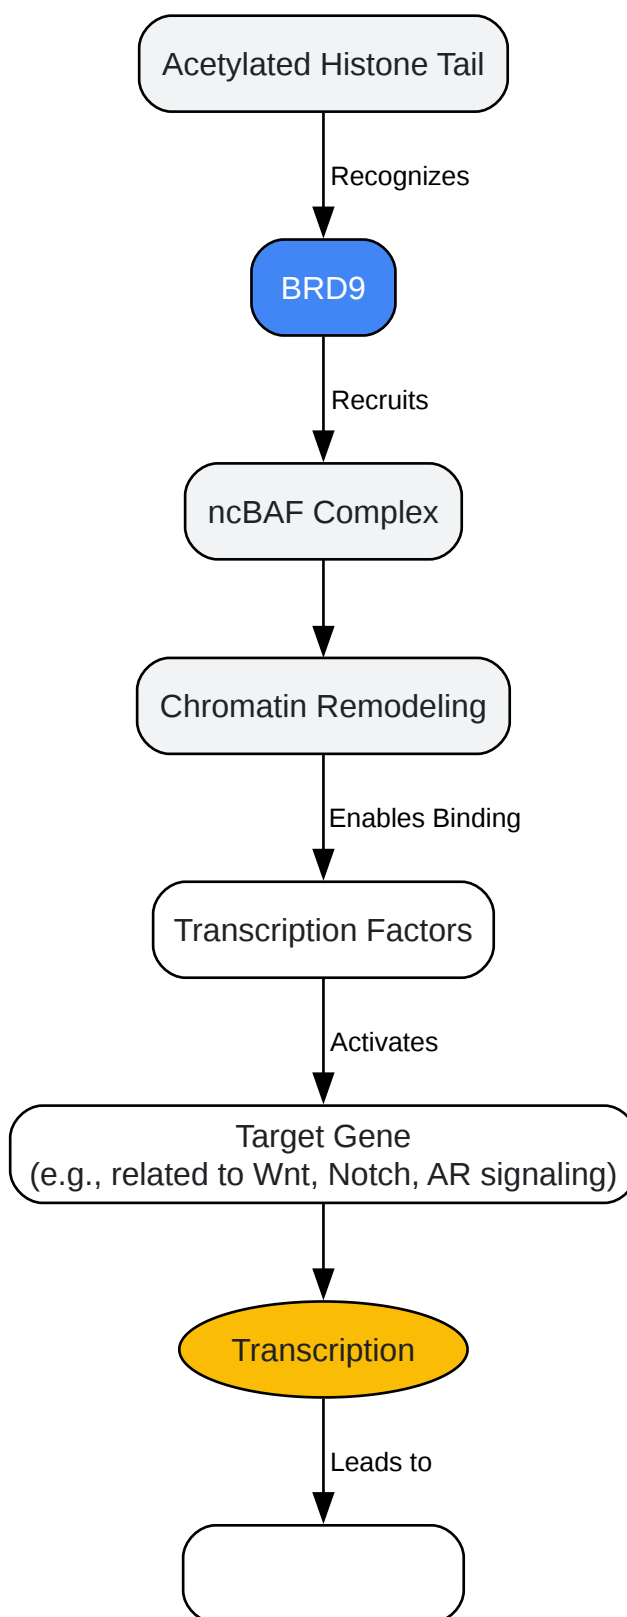 Acetylated Histone Tail
Recognizes
BRD9
Recruits
ncBAF Complex
Chromatin Remodeling
Enables Binding
Transcription Factors
Activates
Target Gene
(e.g., related to Wnt, Notch, AR signaling)
Transcription
Leads to